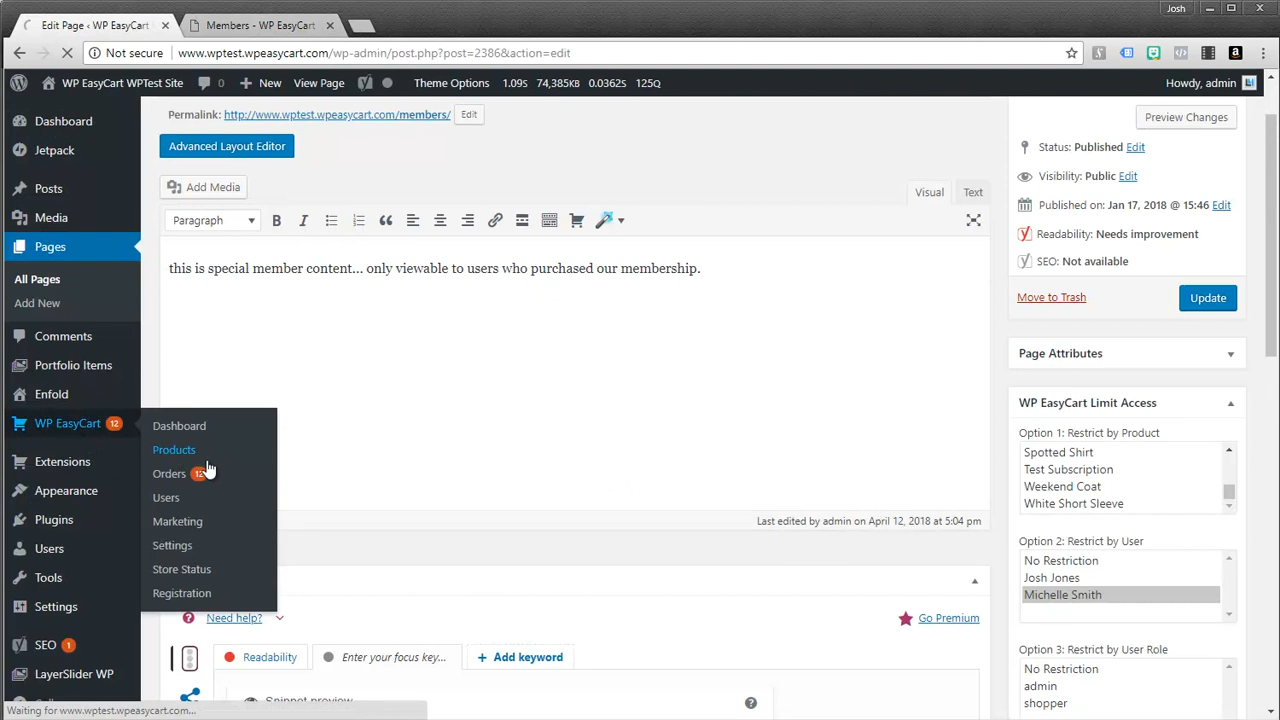 Josh
Edit Page ‹ WP EasyCart
Members - WP EasyCart
Not secure
www.wptest.wpeasycart.com/wp-admin/post.php?post=2386&action=edit
WP EasyCart WPTest Site
0
New
View Page
Theme Options
1.09s
74,385KB
0.0362s
125Q
Howdy, admin
Dashboard
Jetpack
Posts
Media
Pages
All Pages
Add New
Comments
Portfolio Items
Enfold
WP EasyCart 12
Extensions
Appearance
Plugins
Users
Tools
Settings
SEO 1
LayerSlider WP
Dashboard
Products
Orders 12
Users
Marketing
Settings
Store Status
Registration
Permalink: http://www.wptest.wpeasycart.com/members/ Edit
Advanced Layout Editor
Add Media
Visual
Text
Paragraph
this is special member content... only viewable to users who purchased our membership.
Last edited by admin on April 12, 2018 at 5:04 pm
Need help?
Go Premium
Readability
Enter your focus key...
+ Add keyword
Snippet preview
Preview Changes
Status: Published Edit
Visibility: Public Edit
Published on: Jan 17, 2018 @ 15:46 Edit
Readability: Needs improvement
SEO: Not available
Move to Trash
Update
Page Attributes
WP EasyCart Limit Access
Option 1: Restrict by Product
Spotted Shirt
Test Subscription
Weekend Coat
White Short Sleeve
Option 2: Restrict by User
No Restriction
Josh Jones
Michelle Smith
Option 3: Restrict by User Role
No Restriction
admin
shopper
Waiting for www.wptest.wpeasycart.com...